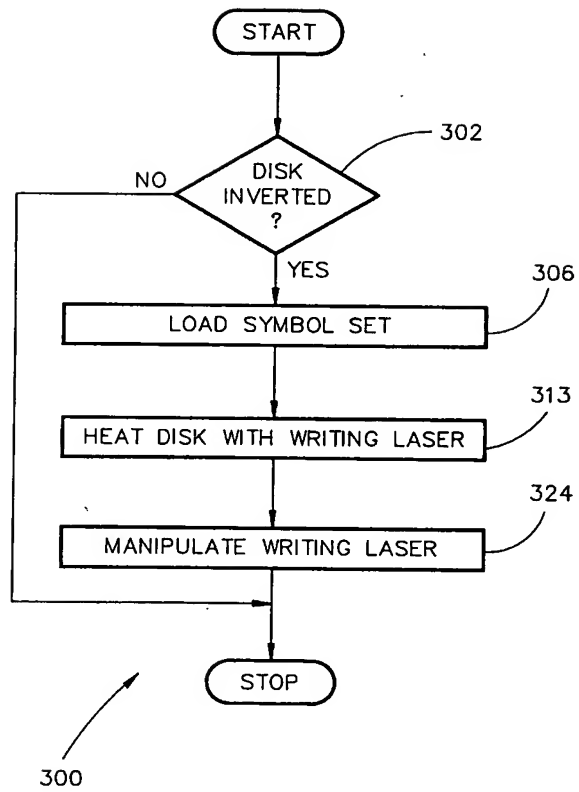 START
302
DISK
INVERTED
?
NO
YES
306
LOAD SYMBOL SET
313
HEAT DISK WITH WRITING LASER
324
MANIPULATE WRITING LASER
STOP
300